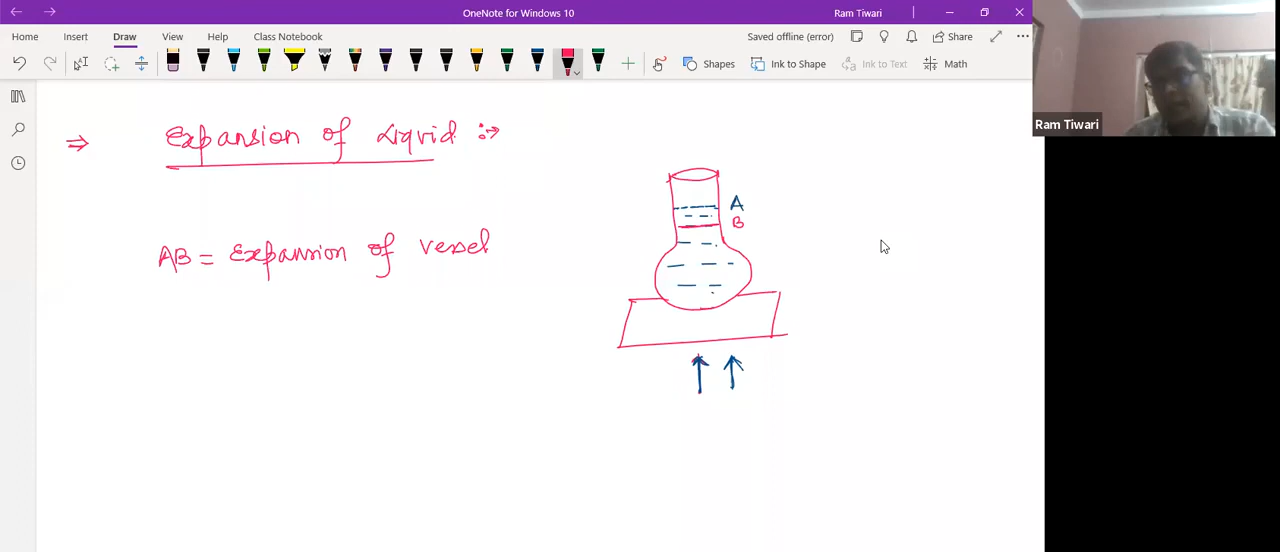 OneNote for Windows 10
Ram Tiwari
Home Insert Draw View Help Class Notebook
Saved offline (error)
Share
Shapes
Ink to Shape
Ink to Text
Math
Ram Tiwari
⇒ Expansion of Liquid :→
A
B
AB = Expansion of vessel